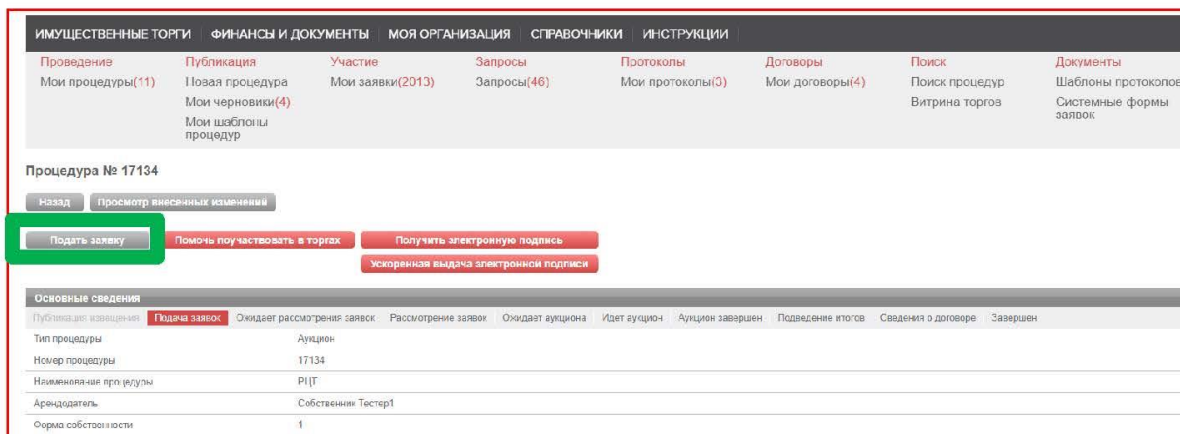 ИМУЩЕСТВЕННЫЕ ТОРГИ ФИНАНСЫ И ДОКУМЕНТЫ МОЯ ОРГАНИЗАЦИЯ СПРАВОЧНИКИ ИНСТРУКЦИИ
Проведение Публикация Участие Запросы Протоколы Договоры Поиск Документы
Мои процедуры(11) Новая процедура Мои заявки(2013) Запросы(46) Мои протоколы(3) Мои договоры(4) Поиск процедур Шаблоны протоколов
Мои черновики(4) Витрина торгов Системные формы
Мои шаблоны заявок
процедур
Процедура № 17134
Назад Просмотр внесенных изменений
Подать заявку Помочь поучаствовать в торгах Получить электронную подпись
Ускоренная выдача электронной подписи
Основные сведения
Публикация извещения Подача заявок Ожидает рассмотрения заявок Рассмотрение заявок Ожидает аукциона Идет аукцион Аукцион завершен Подведение итогов Сведения о договоре Завершен
Тип процедуры Аукцион
Номер процедуры 17134
Наименование процедуры РЦТ
Арендодатель Собственник Тестер1
Форма собственности 1